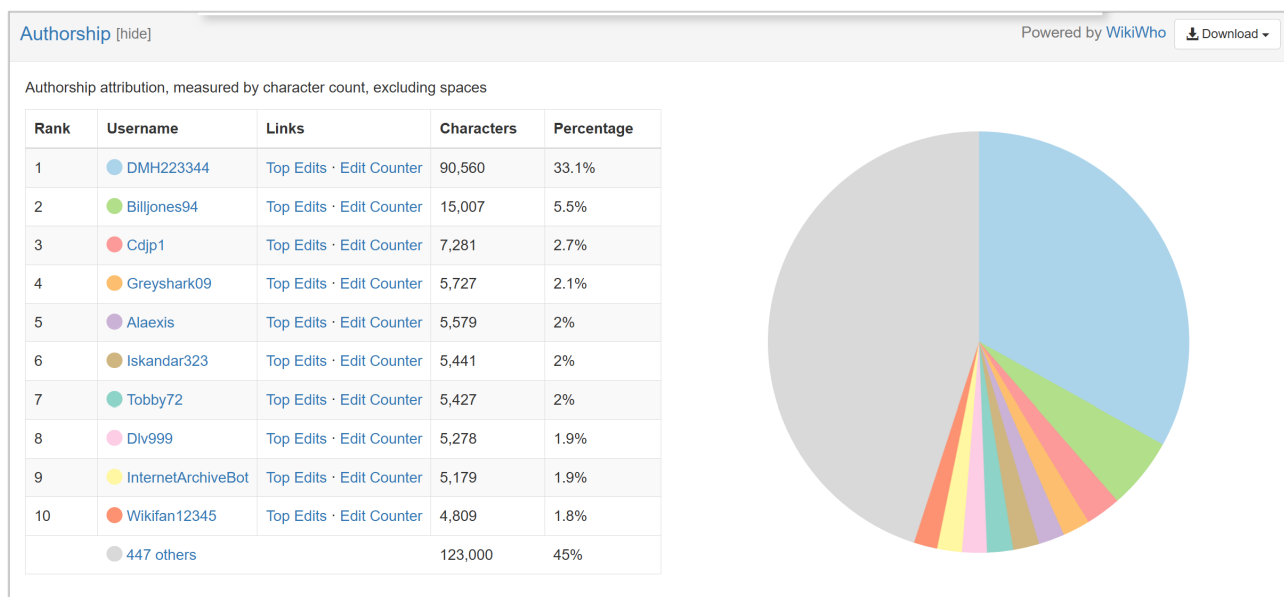 Authorship [hide] Powered by WikiWho Download
Authorship attribution, measured by character count, excluding spaces
Rank Username Links Characters Percentage
1 DMH223344 Top Edits · Edit Counter 90,560 33.1%
2 Billjones94 Top Edits · Edit Counter 15,007 5.5%
3 Cdjp1 Top Edits · Edit Counter 7,281 2.7%
4 Greyshark09 Top Edits · Edit Counter 5,727 2.1%
5 Alaexis Top Edits · Edit Counter 5,579 2%
6 Iskandar323 Top Edits · Edit Counter 5,441 2%
7 Tobby72 Top Edits · Edit Counter 5,427 2%
8 Dlv999 Top Edits · Edit Counter 5,278 1.9%
9 InternetArchiveBot Top Edits · Edit Counter 5,179 1.9%
10 Wikifan12345 Top Edits · Edit Counter 4,809 1.8%
447 others 123,000 45%